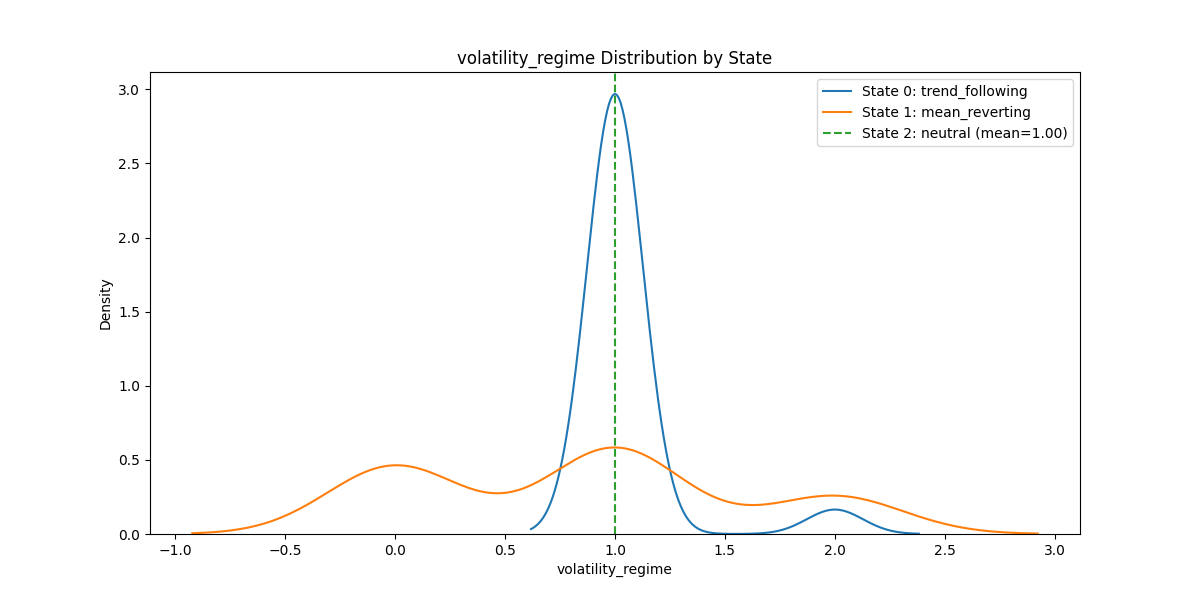 volatility_regime Distribution by State
State 0: trend_following
State 1: mean_reverting
State 2: neutral (mean=1.00)
Density
3.0
2.5
2.0
1.5
1.0
0.5
0.0
−1.0 −0.5 0.0 0.5 1.0 1.5 2.0 2.5 3.0
volatility_regime